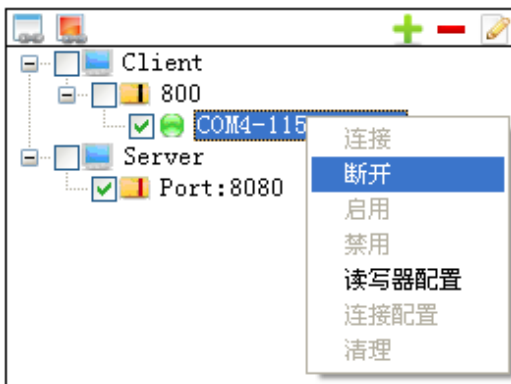 Client
800
COM4-115
Server
Port:8080
连接
断开
启用
禁用
读写器配置
连接配置
清理